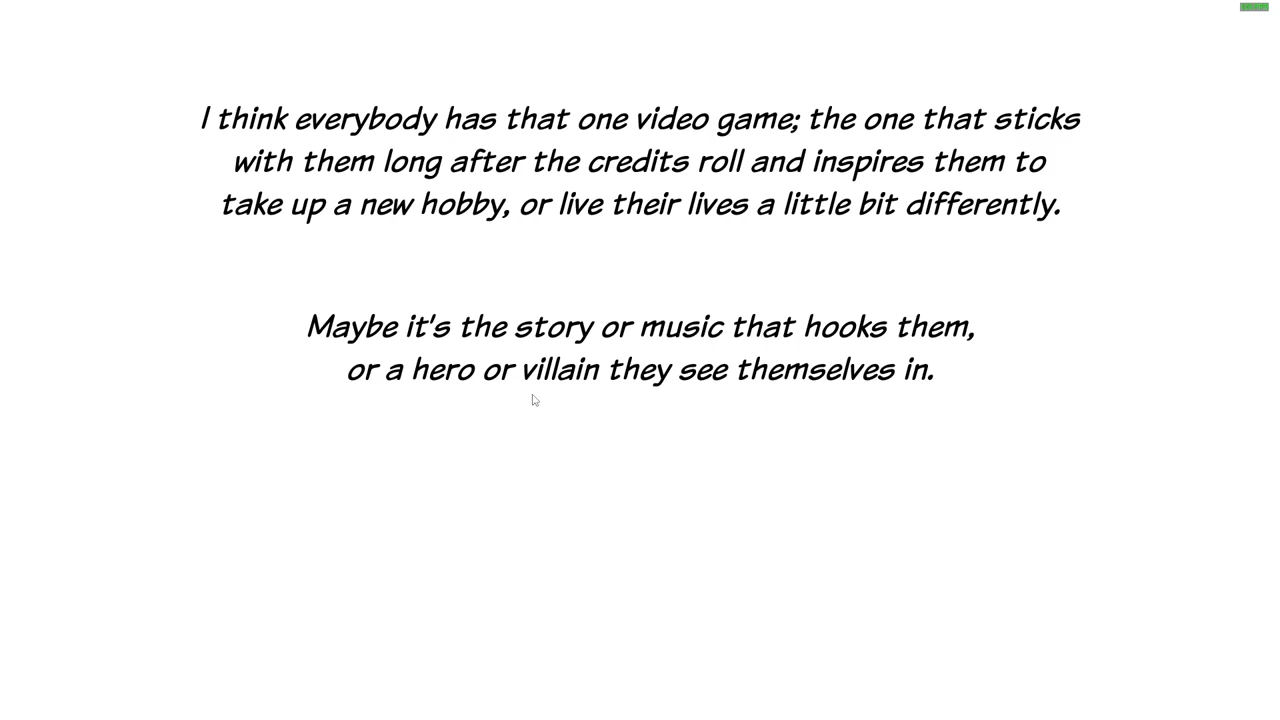 I think everybody has that one video game; the one that sticks
with them long after the credits roll and inspires them to
take up a new hobby, or live their lives a little bit differently.
Maybe it's the story or music that hooks them,
or a hero or villain they see themselves in.